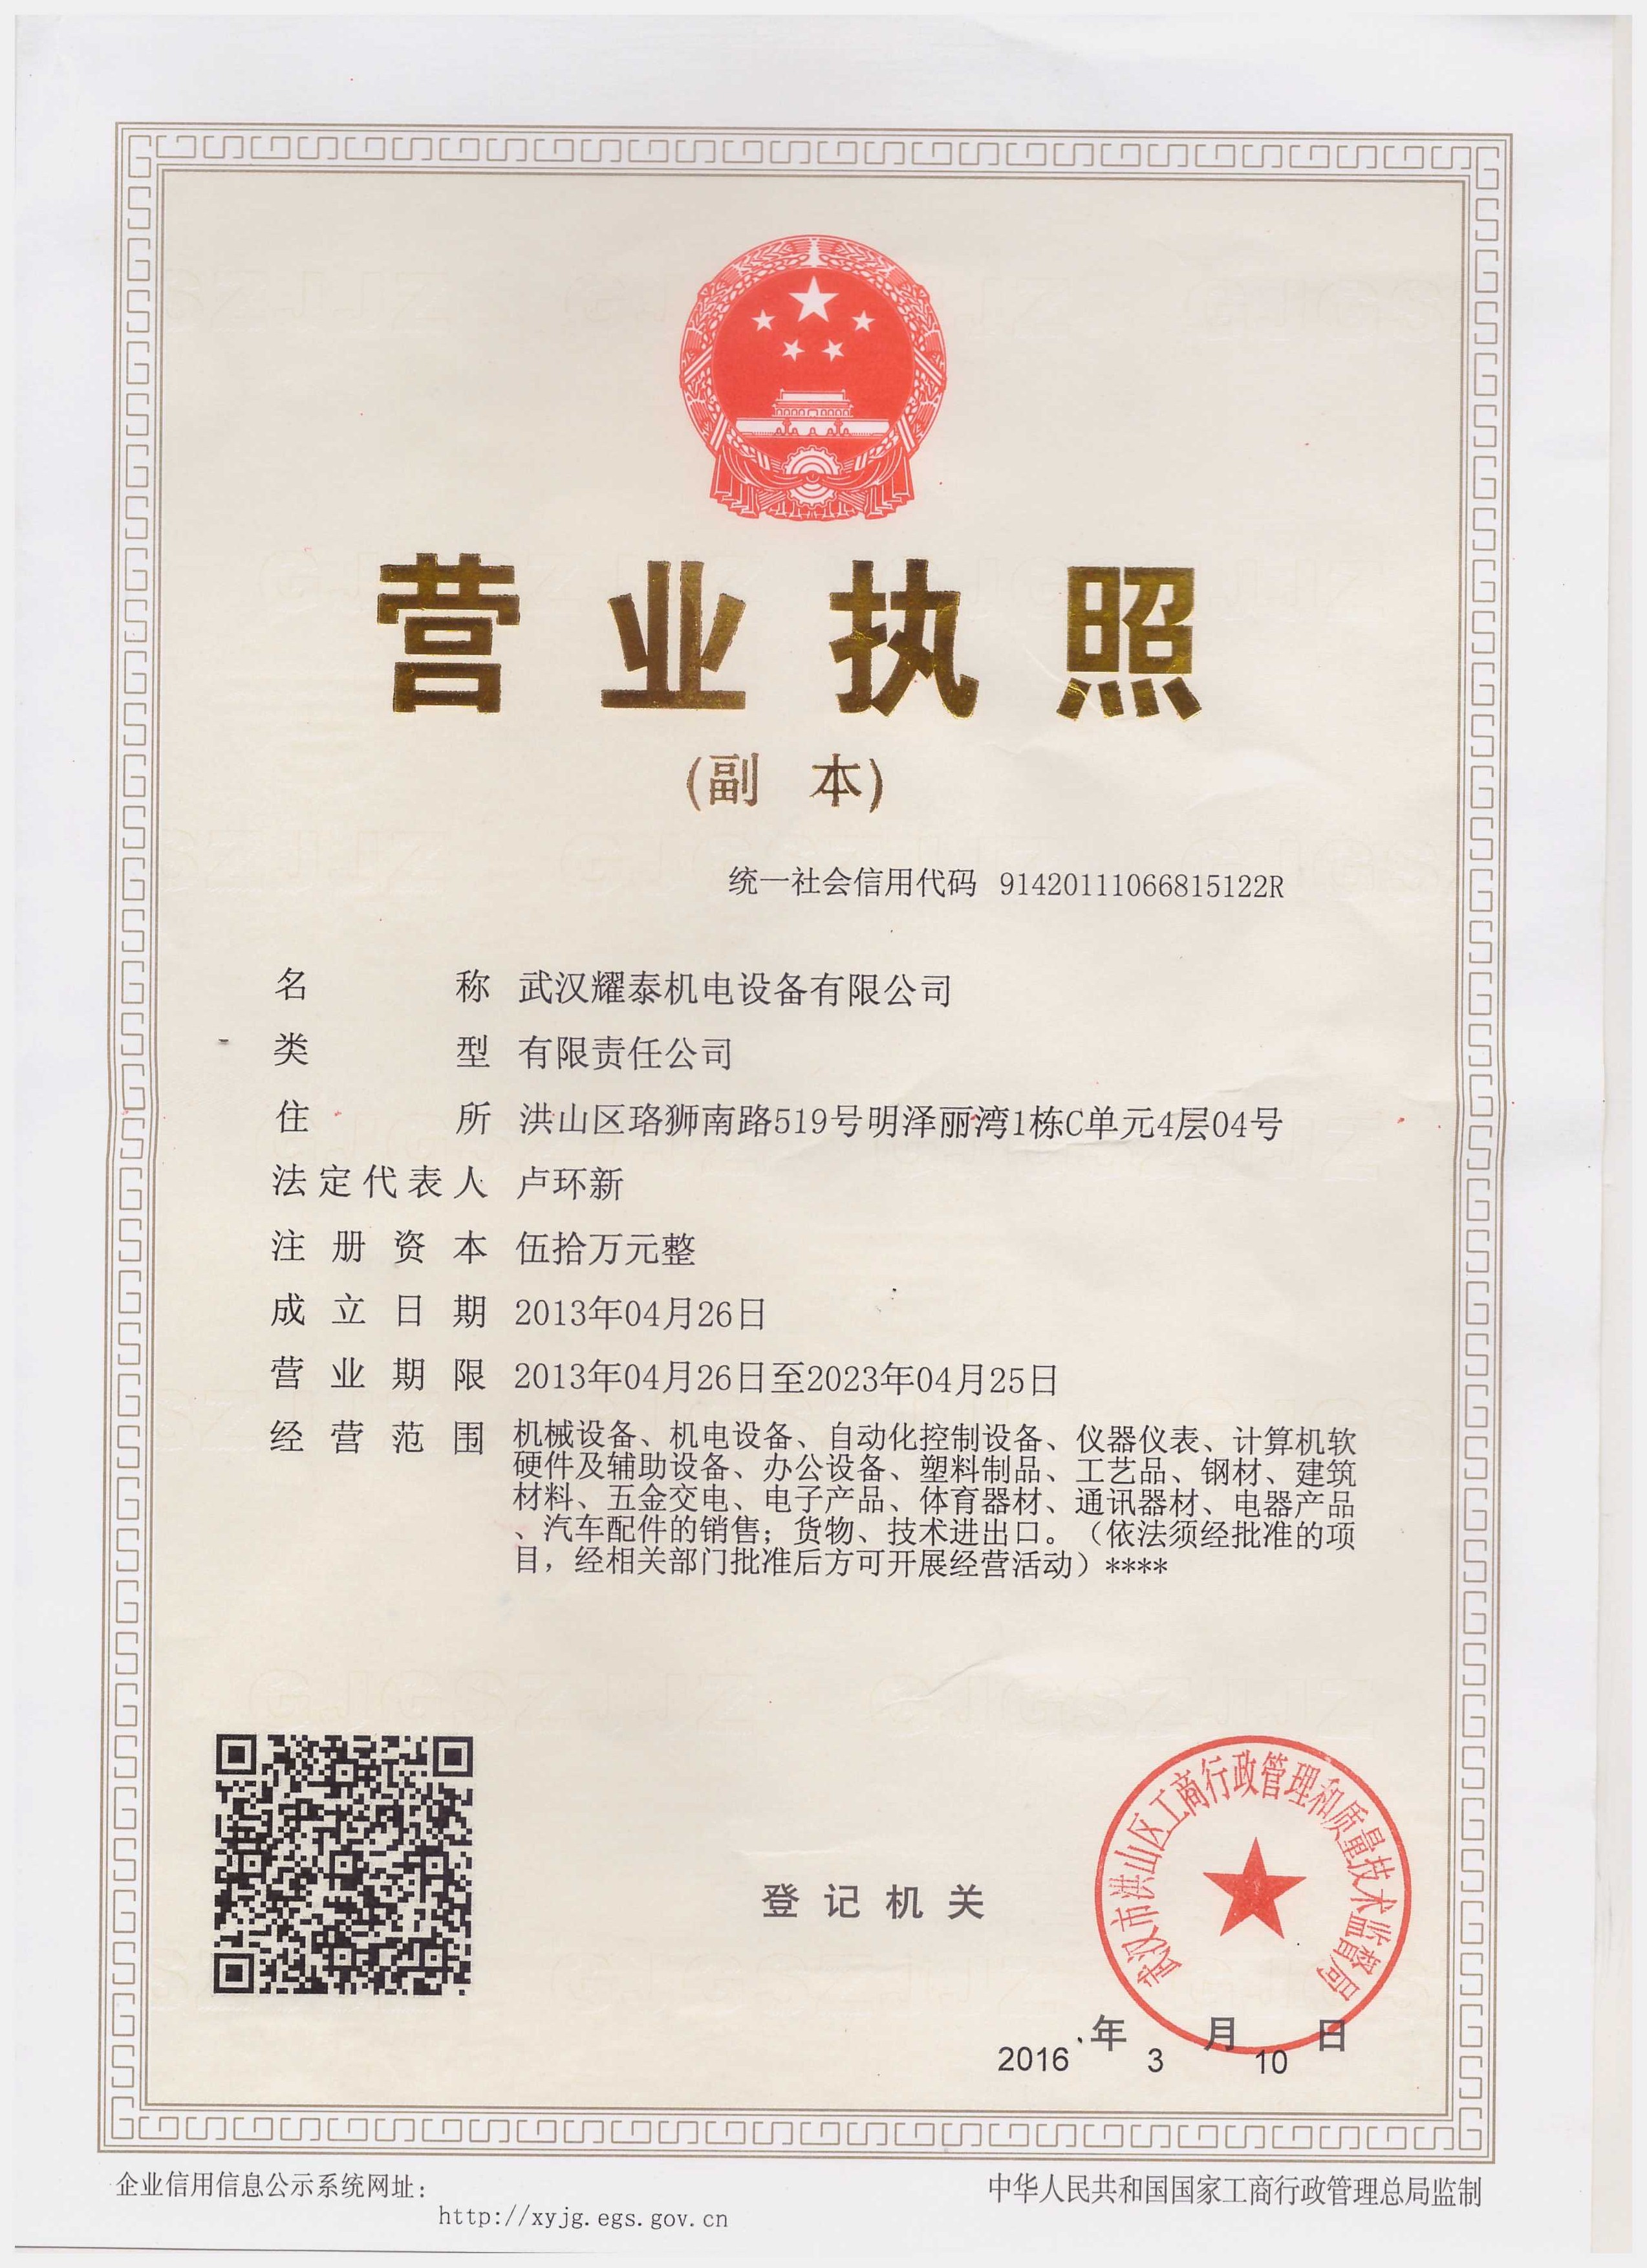 营业执照
(副 本)
统一社会信用代码 91420111066815122R
名 称 武汉耀泰机电设备有限公司
类 型 有限责任公司
住 所 洪山区珞狮南路519号明泽丽湾1栋C单元4层04号
法定代表人 卢环新
注册资本 伍拾万元整
成立日期 2013年04月26日
营业期限 2013年04月26日至2023年04月25日
经营范围 机械设备、机电设备、自动化控制设备、仪器仪表、计算机软
硬件及辅助设备、办公设备、塑料制品、工艺品、钢材、建筑
材料、五金交电、电子产品、体育器材、通讯器材、电器产品
、汽车配件的销售；货物、技术进出口。（依法须经批准的项
目，经相关部门批准后方可开展经营活动）****
武汉市洪山区工商行政管理和质量技术监督局
登记机关
2016年3月10日
企业信用信息公示系统网址：
http://xyjg.egs.gov.cn
中华人民共和国国家工商行政管理总局监制